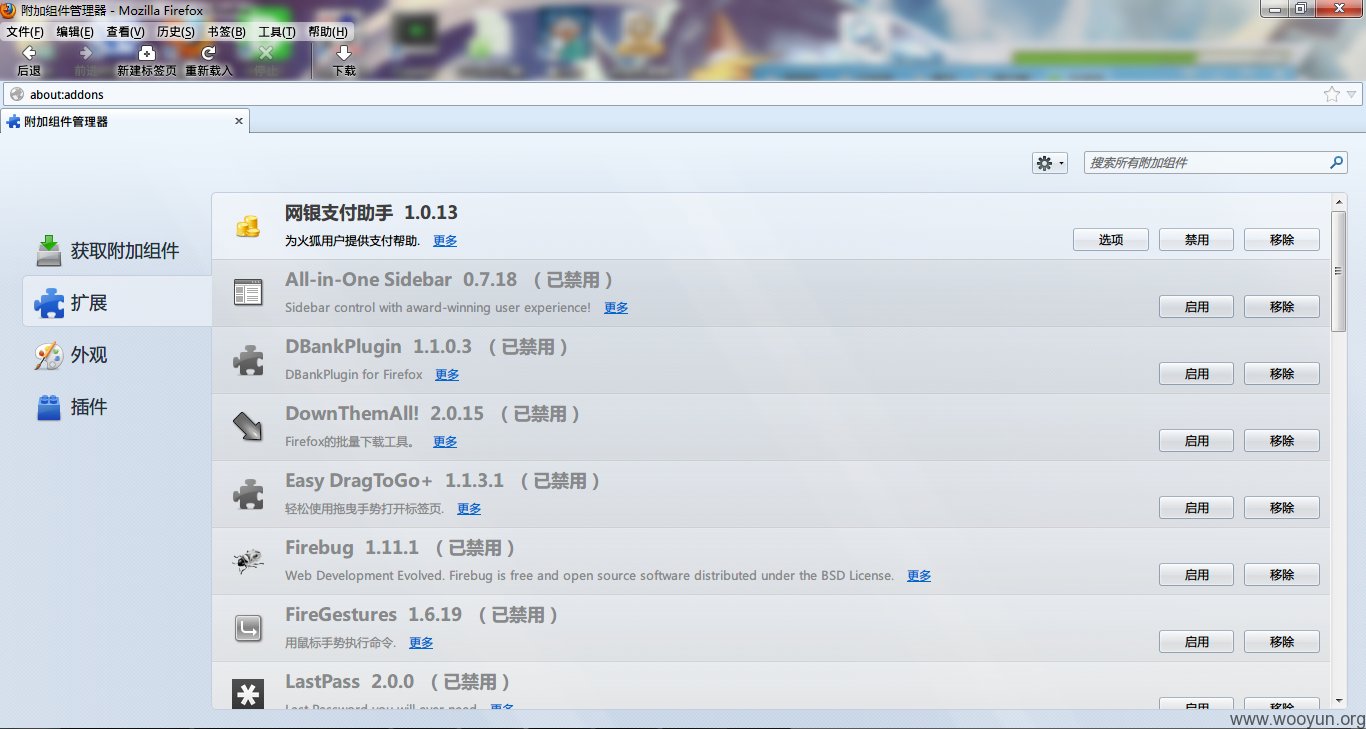 附加组件管理器 - Mozilla Firefox
文件(F) 编辑(E) 查看(V) 历史(S) 书签(B) 工具(T) 帮助(H)
后退 前进 新建标签页 重新载入 停止 下载
about:addons
附加组件管理器
搜索所有附加组件
获取附加组件
扩展
外观
插件
网银支付助手 1.0.13
为火狐用户提供支付帮助. 更多
选项 禁用 移除
All-in-One Sidebar 0.7.18 （已禁用）
Sidebar control with award-winning user experience! 更多
启用 移除
DBankPlugin 1.1.0.3 （已禁用）
DBankPlugin for Firefox 更多
启用 移除
DownThemAll! 2.0.15 （已禁用）
Firefox的批量下载工具。 更多
启用 移除
Easy DragToGo+ 1.1.3.1 （已禁用）
轻松使用拖曳手势打开标签页. 更多
启用 移除
Firebug 1.11.1 （已禁用）
Web Development Evolved. Firebug is free and open source software distributed under the BSD License. 更多
启用 移除
FireGestures 1.6.19 （已禁用）
用鼠标手势执行命令. 更多
启用 移除
LastPass 2.0.0 （已禁用）
Last Password you will ever need 更多
启用 移除
www.wooyun.org